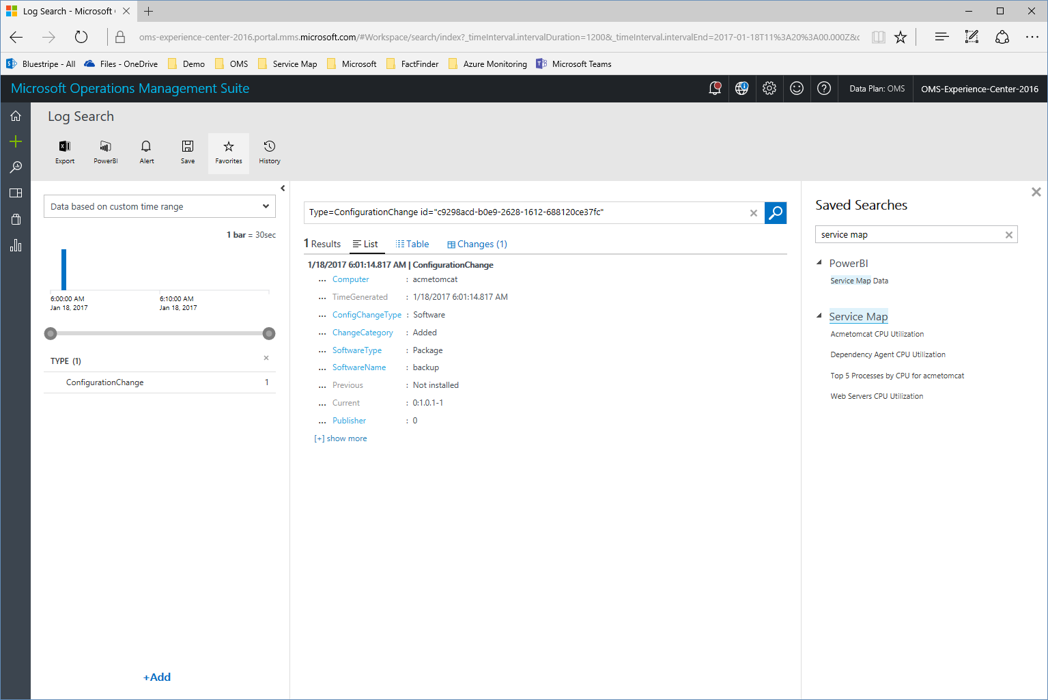 Log Search - Microsoft
oms-experience-center-2016.portal.mms.microsoft.com/#Workspace/search/index?_timeInterval.intervalDuration=1200&_timeInterval.intervalEnd=2017-01-18T11%3A20%3A00.000Z&c
Bluestripe - All Files - OneDrive Demo OMS Service Map Microsoft FactFinder Azure Monitoring Microsoft Teams
Microsoft Operations Management Suite
Data Plan: OMS OMS-Experience-Center-2016
Log Search
Export PowerBI Alert Save Favorites History
Data based on custom time range
1 bar = 30sec
6:00:00 AM 6:10:00 AM
Jan 18, 2017 Jan 18, 2017
TYPE (1)
ConfigurationChange 1
+Add
Type=ConfigurationChange id="c9298acd-b0e9-2628-1612-688120ce37fc"
1 Results List Table Changes (1)
1/18/2017 6:01:14.817 AM | ConfigurationChange
... Computer : acmetomcat
... TimeGenerated : 1/18/2017 6:01:14.817 AM
... ConfigChangeType : Software
... ChangeCategory : Added
... SoftwareType : Package
... SoftwareName : backup
... Previous : Not installed
... Current : 0:1.0.1-1
... Publisher : 0
[+] show more
Saved Searches
service map
PowerBI
Service Map Data
Service Map
Acmetomcat CPU Utilization
Dependency Agent CPU Utilization
Top 5 Processes by CPU for acmetomcat
Web Servers CPU Utilization